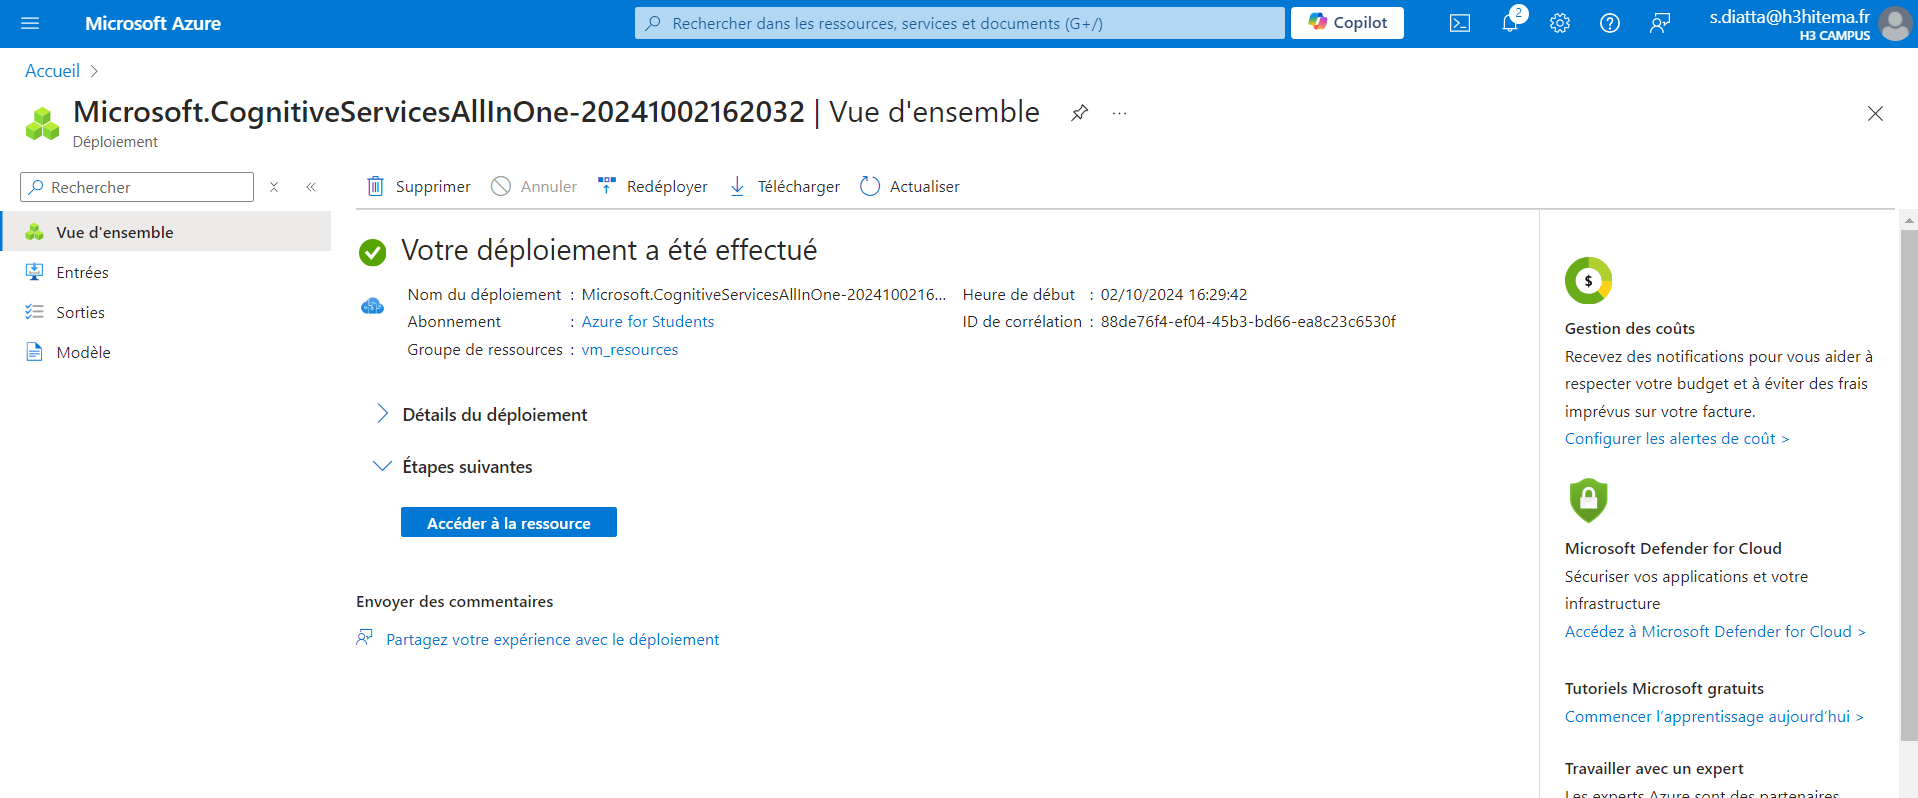 Microsoft Azure
Rechercher dans les ressources, services et documents (G+/)
Copilot
2
s.diatta@h3hitema.fr
H3 CAMPUS
Accueil
Microsoft.CognitiveServicesAllInOne-20241002162032 | Vue d'ensemble
Déploiement
Rechercher
Supprimer
Annuler
Redéployer
Télécharger
Actualiser
Vue d'ensemble
Entrées
Sorties
Modèle
Votre déploiement a été effectué
Nom du déploiement : Microsoft.CognitiveServicesAllInOne-2024100216...
Abonnement : Azure for Students
Groupe de ressources : vm_resources
Heure de début : 02/10/2024 16:29:42
ID de corrélation : 88de76f4-ef04-45b3-bd66-ea8c23c6530f
Détails du déploiement
Étapes suivantes
Accéder à la ressource
Envoyer des commentaires
Partagez votre expérience avec le déploiement
$
Gestion des coûts
Recevez des notifications pour vous aider à
respecter votre budget et à éviter des frais
imprévus sur votre facture.
Configurer les alertes de coût >
Microsoft Defender for Cloud
Sécuriser vos applications et votre
infrastructure
Accédez à Microsoft Defender for Cloud >
Tutoriels Microsoft gratuits
Commencer l’apprentissage aujourd’hui >
Travailler avec un expert
Les experts Azure sont des partenaires